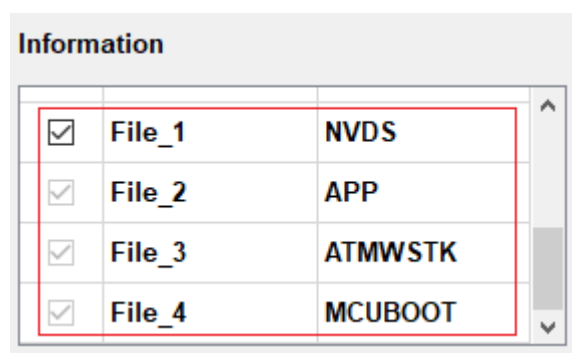 Information
File_1 NVDS
File_2 APP
File_3 ATMWSTK
File_4 MCUBOOT